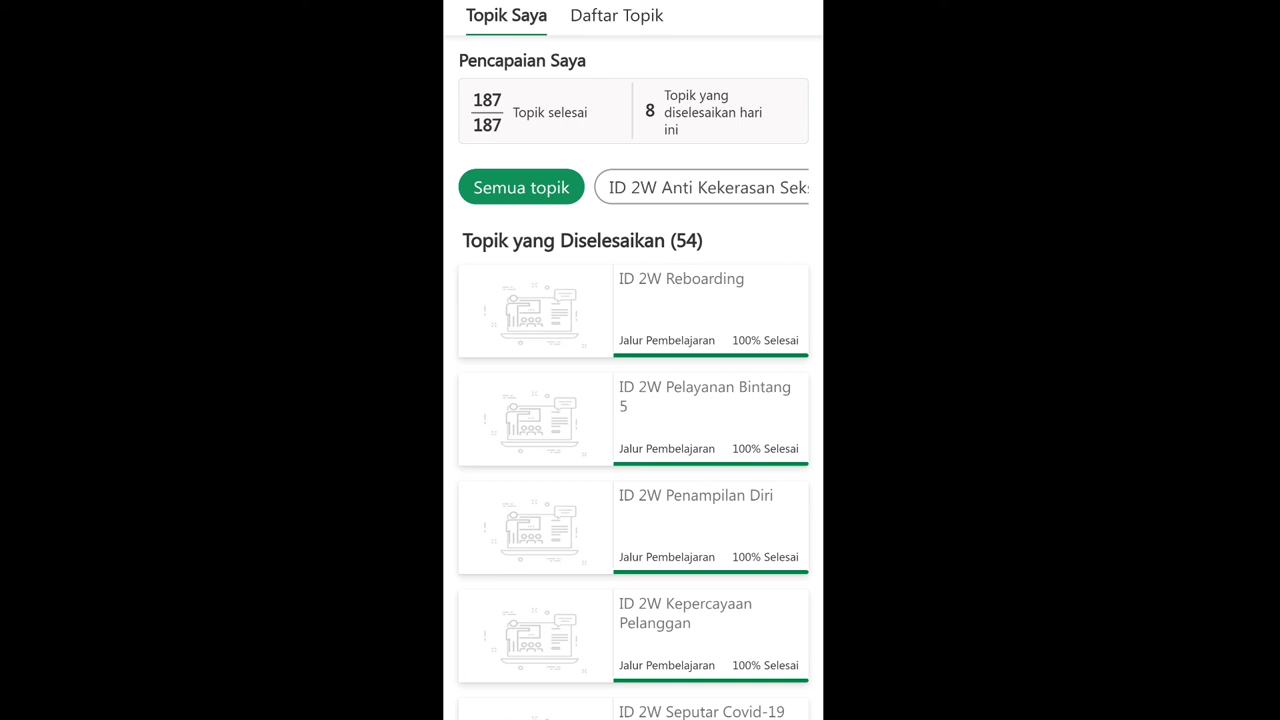 Topik Saya
Daftar Topik
Pencapaian Saya
187
187
Topik selesai
8
Topik yang
diselesaikan hari
ini
Semua topik
ID 2W Anti Kekerasan Seks
Topik yang Diselesaikan (54)
ID 2W Reboarding
Jalur Pembelajaran 100% Selesai
ID 2W Pelayanan Bintang
5
Jalur Pembelajaran 100% Selesai
ID 2W Penampilan Diri
Jalur Pembelajaran 100% Selesai
ID 2W Kepercayaan
Pelanggan
Jalur Pembelajaran 100% Selesai
ID 2W Seputar Covid-19